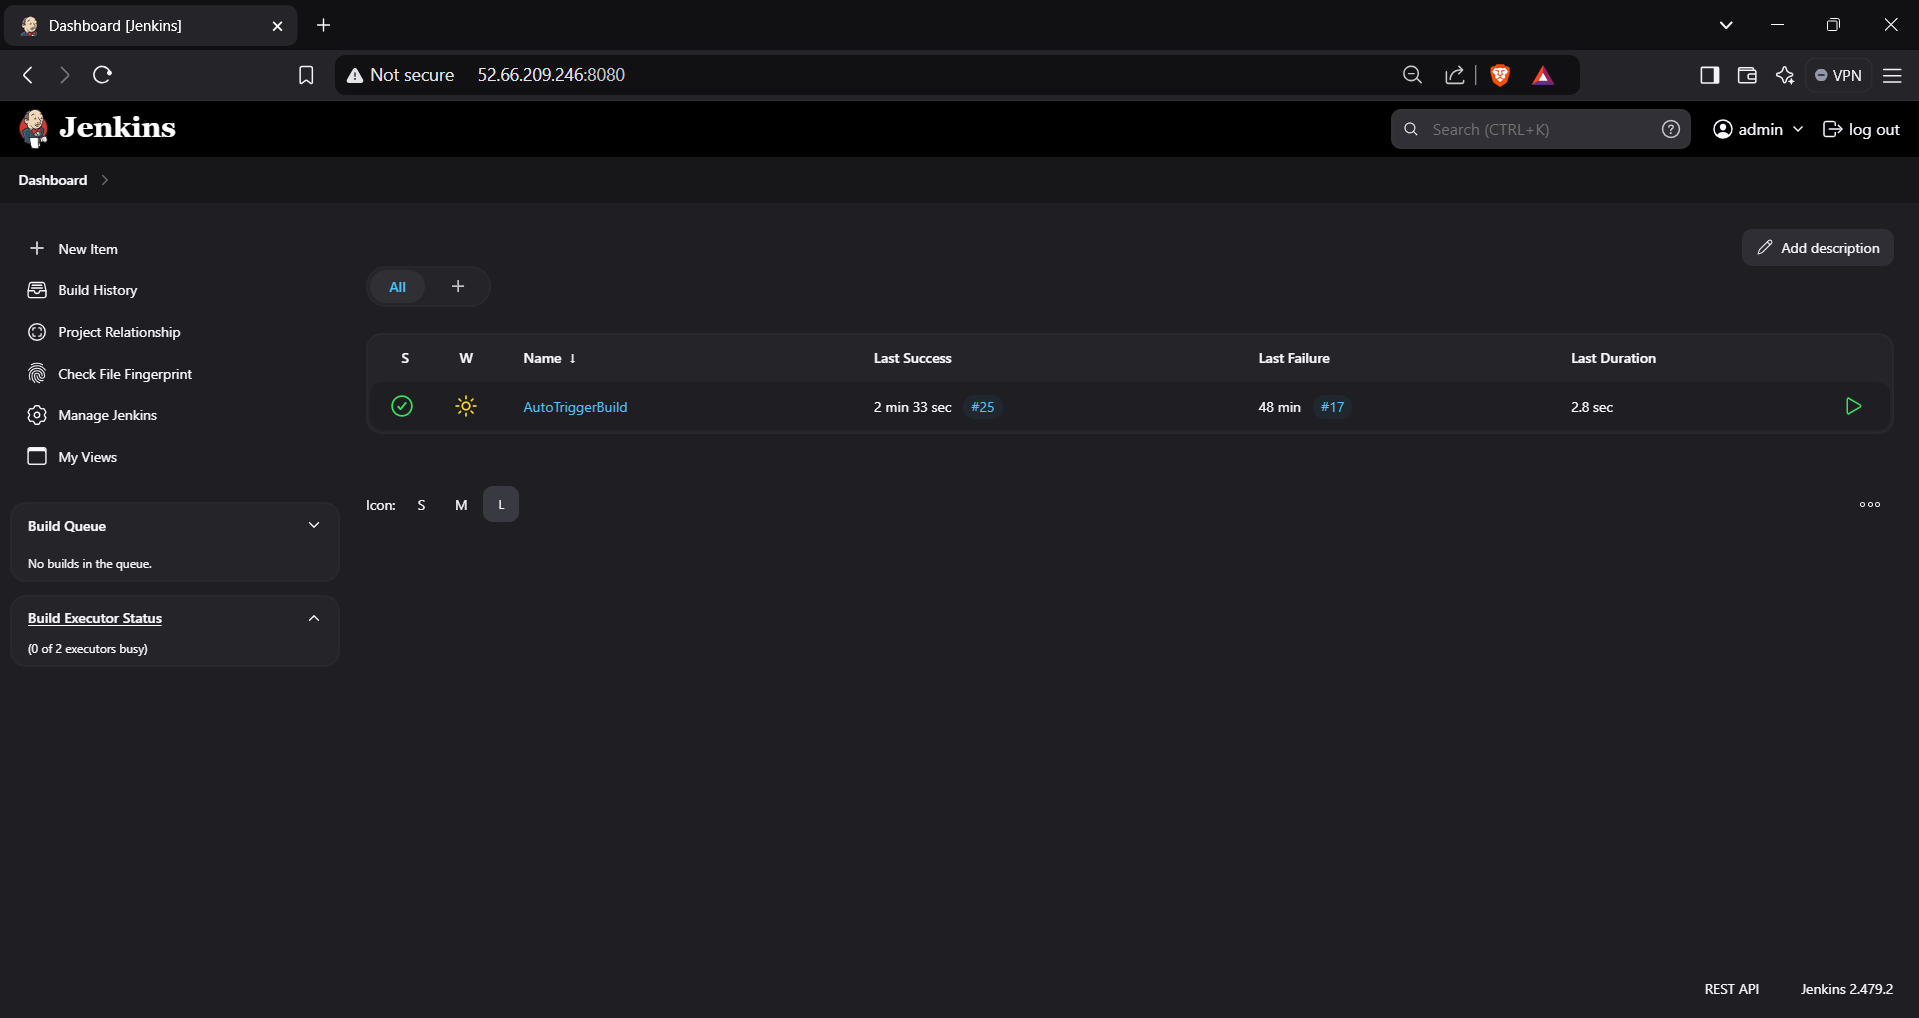 Dashboard [Jenkins]
Not secure 52.66.209.246:8080
VPN
Jenkins
Search (CTRL+K)
admin
log out
Dashboard
New Item
Build History
Project Relationship
Check File Fingerprint
Manage Jenkins
My Views
Build Queue
No builds in the queue.
Build Executor Status
(0 of 2 executors busy)
Add description
All +
S W Name ↓ Last Success Last Failure Last Duration
AutoTriggerBuild 2 min 33 sec #25 48 min #17 2.8 sec
Icon: S M L
REST API Jenkins 2.479.2